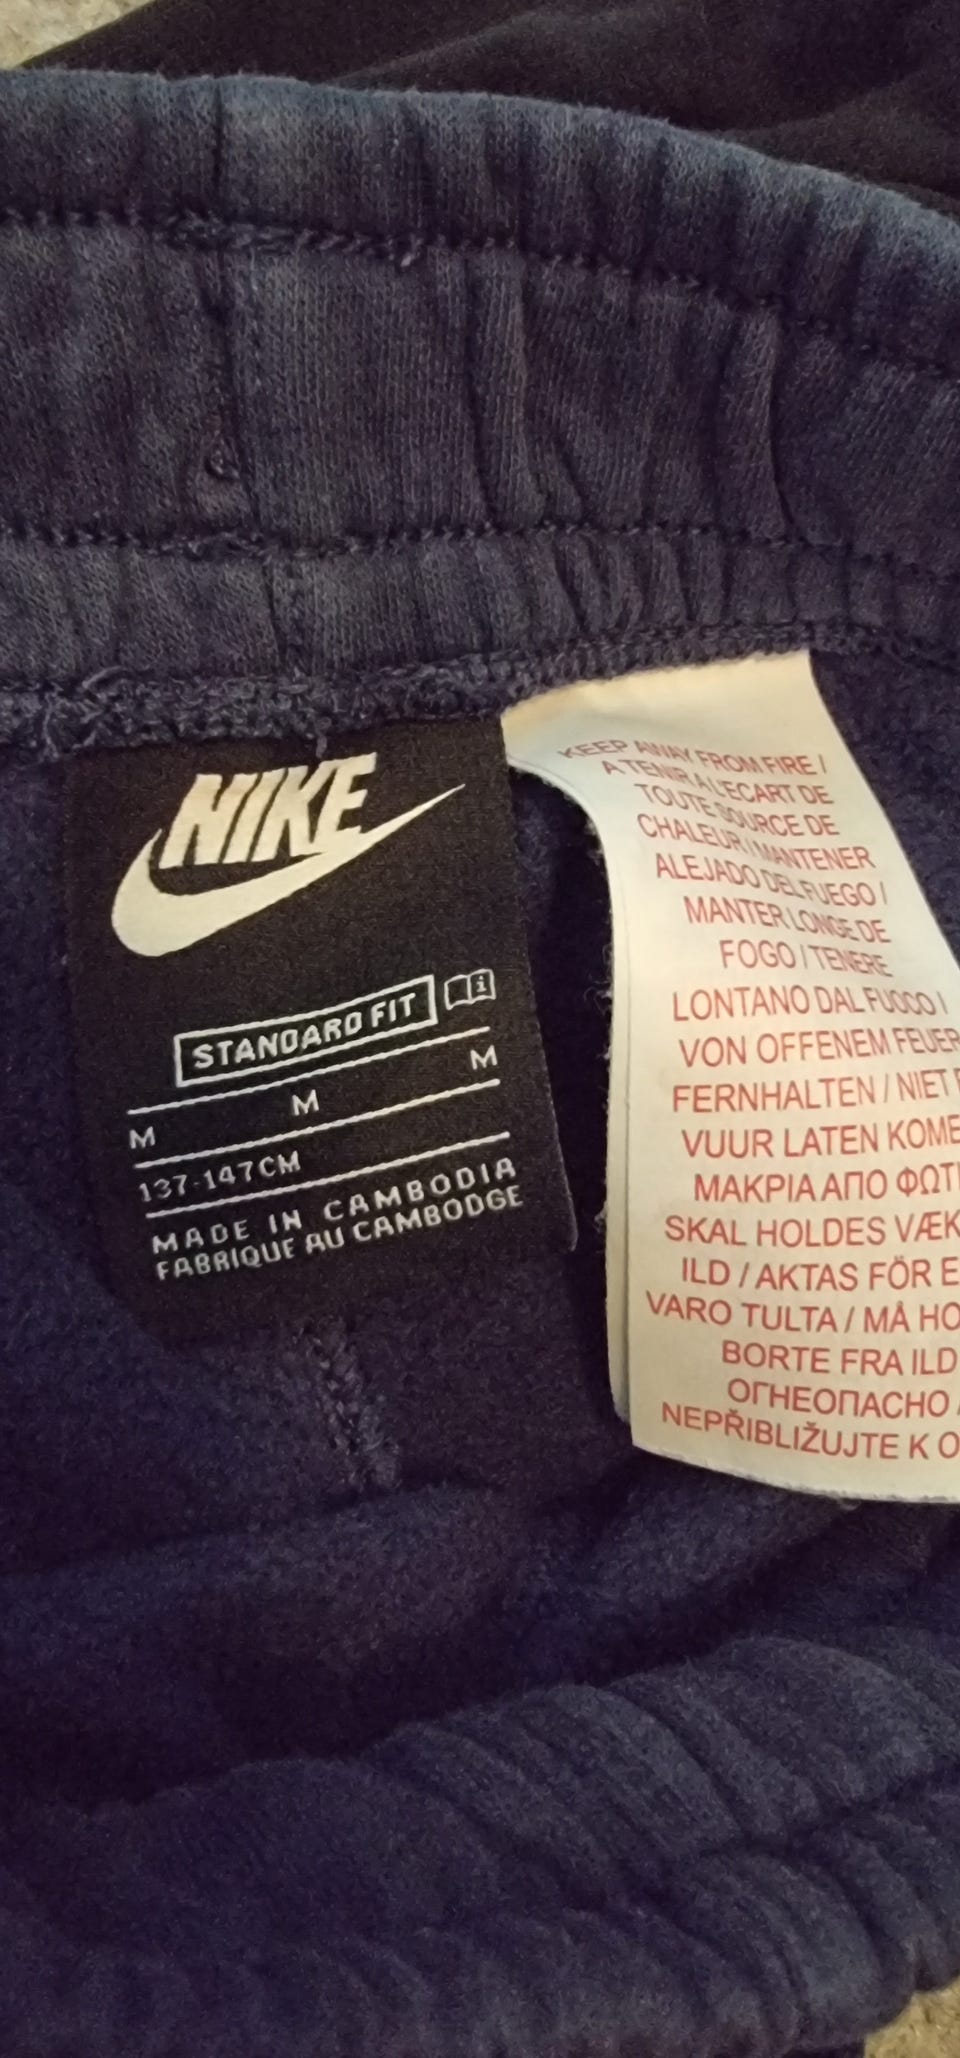 NIKE
STANDARD FIT
M M M
137-147CM
MADE IN CAMBODIA
FABRIQUE AU CAMBODGE
KEEP AWAY FROM FIRE /
A TENIR A L'ECART DE
TOUTE SOURCE DE
CHALEUR / MANTENER
ALEJADO DEL FUEGO /
MANTER LONGE DE
FOGO / TENERE
LONTANO DAL FUOCO /
VON OFFENEM FEUER
FERNHALTEN / NIET
VUUR LATEN KOME
ΜΑΚΡΙΑ ΑΠΟ ΦΩΤΙ
SKAL HOLDES VÆK
ILD / AKTAS FÖR E
VARO TULTA / MÅ HO
BORTE FRA ILD
ОГНЕОПАСНО /
NEPŘIBLIŽUJTE K O